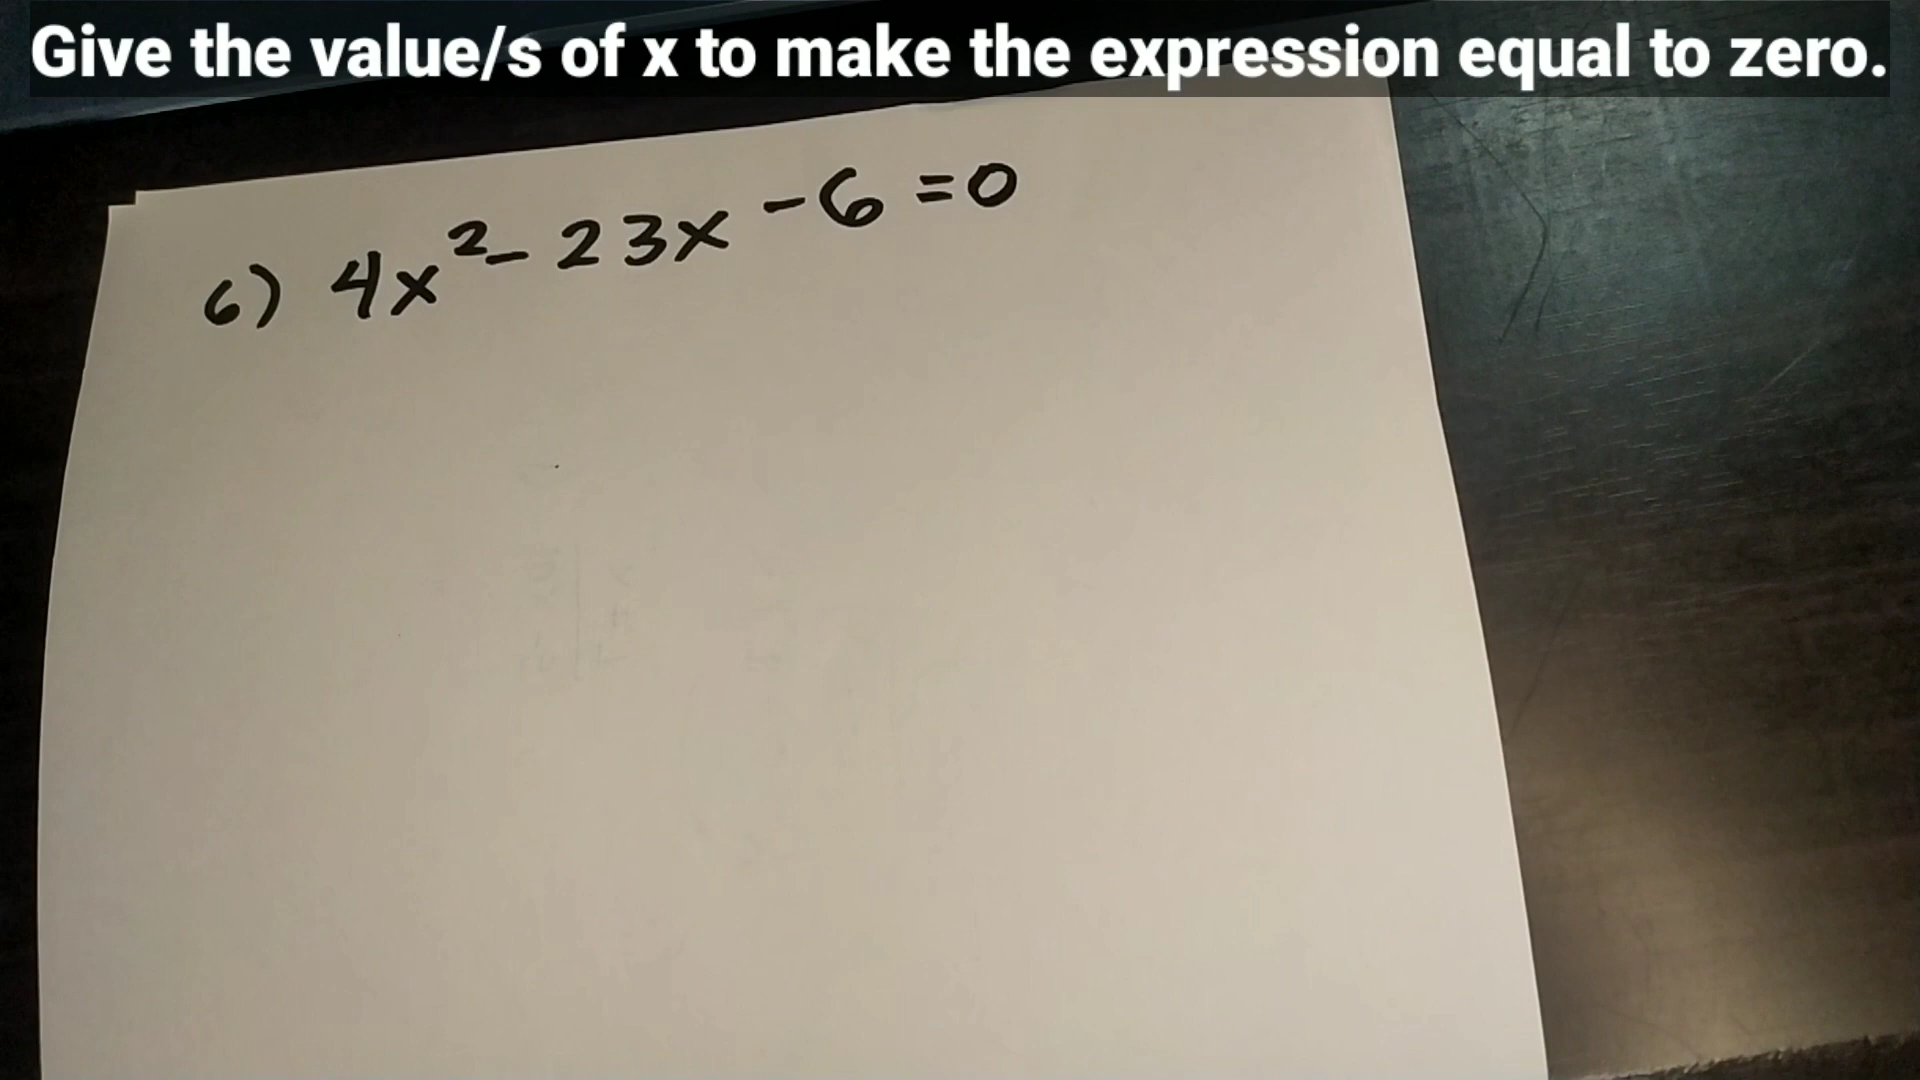 Give the value/s of x to make the expression equal to zero.
6) 4x² - 23x - 6 = 0